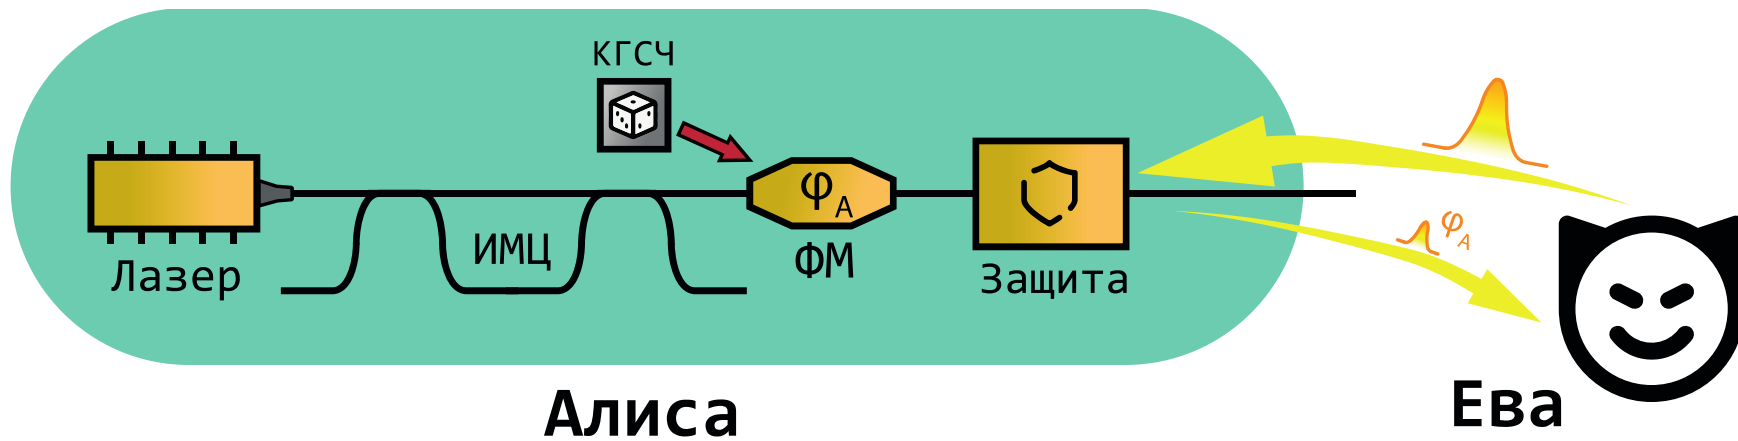 КГСЧ
φA
φA
ИМЦ
ФМ
Лазер
Защита
Алиса
Ева